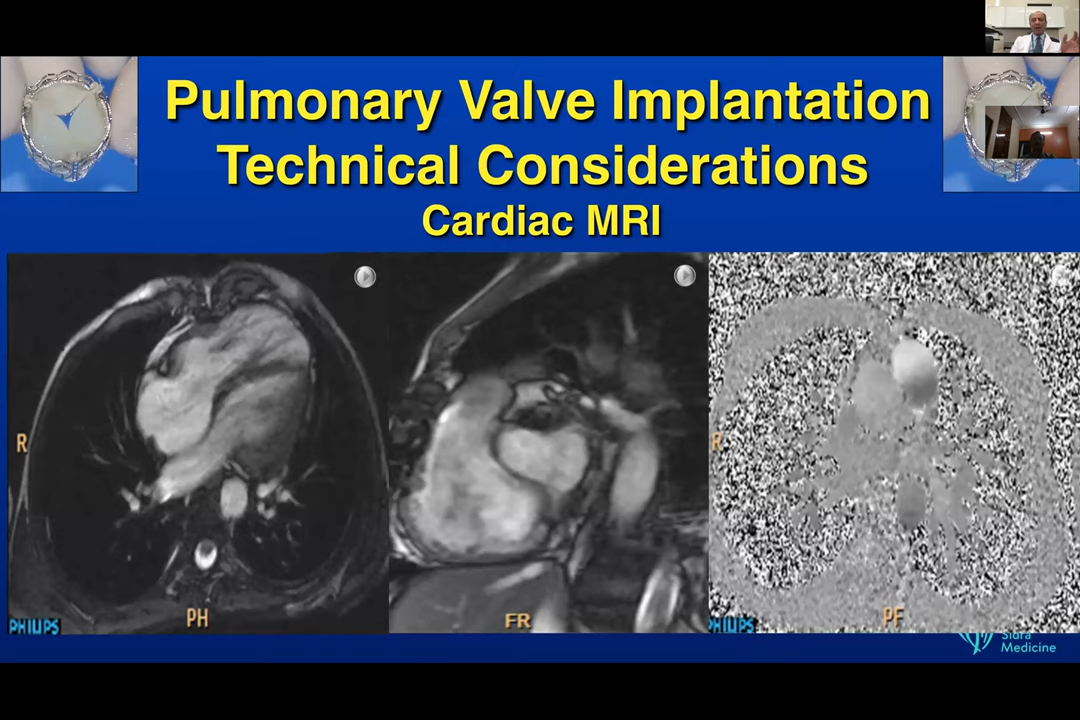 Pulmonary Valve Implantation
Technical Considerations
Cardiac MRI
R
R
PH
FR
PF
PHILIPS
PHILIPS
Sidra
Medicine